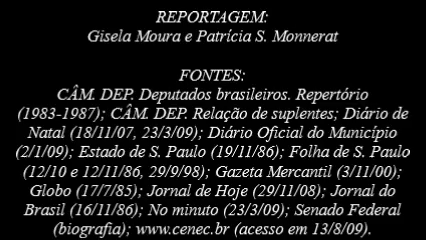 REPORTAGEM:
Gisela Moura e Patrícia S. Monnerat
FONTES:
CÂM. DEP. Deputados brasileiros. Repertório
(1983-1987); CÂM. DEP. Relação de suplentes; Diário de
Natal (18/11/07, 23/3/09); Diário Oficial do Município
(2/1/09); Estado de S. Paulo (19/11/86); Folha de S. Paulo
(12/10 e 12/11/86, 29/9/98); Gazeta Mercantil (3/11/00);
Globo (17/7/85); Jornal de Hoje (29/11/08); Jornal do
Brasil (16/11/86); No minuto (23/3/09); Senado Federal
(biografia); www.cenec.br (acesso em 13/8/09).